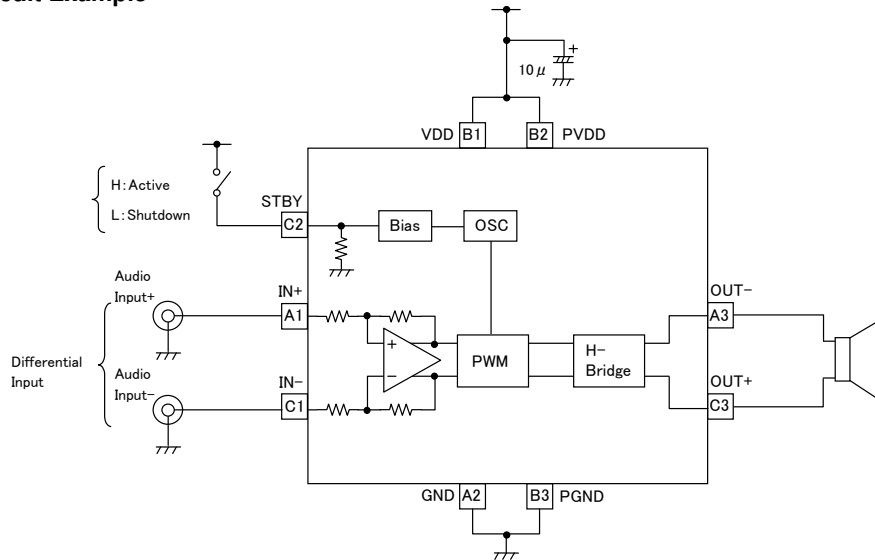 10μ
+
VDD B1 B2 PVDD
H:Active
L:Shutdown
STBY
C2
Bias
OSC
Audio
Input+
IN+
A1
OUT-
A3
Differential
Input
+
-
PWM
H-
Bridge
Audio
Input-
IN-
C1
OUT+
C3
GND A2 B3 PGND